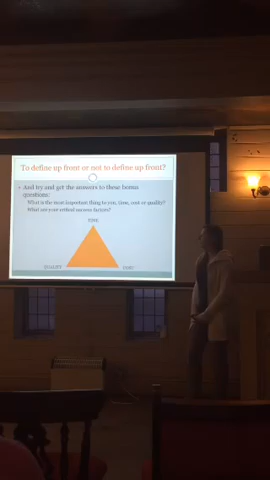 To define up front or not to define up front?
And try and get the answers to these bonus
questions:
What is the most important thing to you, time, cost or quality?
What are your critical success factors?
TIME
QUALITY
COST